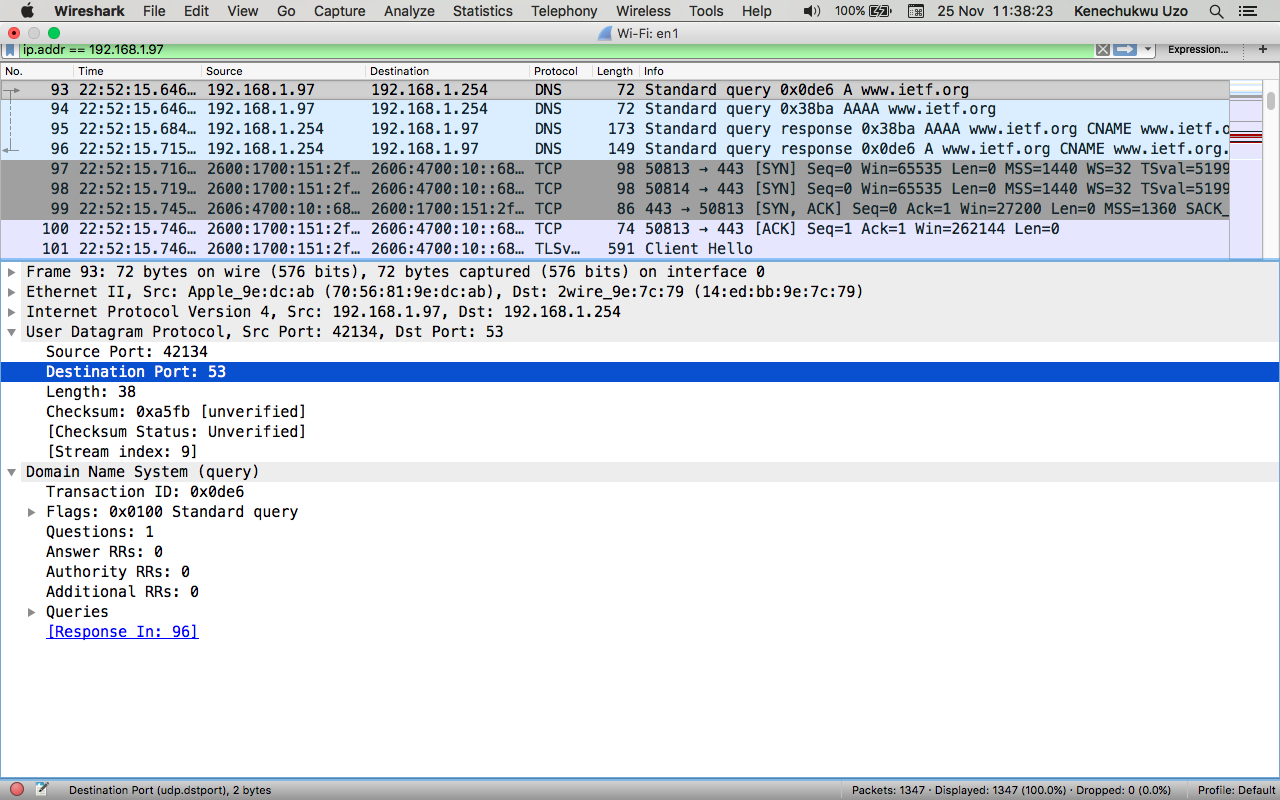 Wireshark File Edit View Go Capture Analyze Statistics Telephony Wireless Tools Help 100% 25 Nov 11:38:23 Kenechukwu Uzo
Wi-Fi: en1
ip.addr == 192.168.1.97 Expression... +
No. Time Source Destination Protocol Length Info
93 22:52:15.646… 192.168.1.97 192.168.1.254 DNS 72 Standard query 0x0de6 A www.ietf.org
94 22:52:15.646… 192.168.1.97 192.168.1.254 DNS 72 Standard query 0x38ba AAAA www.ietf.org
95 22:52:15.684… 192.168.1.254 192.168.1.97 DNS 173 Standard query response 0x38ba AAAA www.ietf.org CNAME www.ietf.o
96 22:52:15.715… 192.168.1.254 192.168.1.97 DNS 149 Standard query response 0x0de6 A www.ietf.org CNAME www.ietf.org.
97 22:52:15.716… 2600:1700:151:2f… 2606:4700:10::68… TCP 98 50813 → 443 [SYN] Seq=0 Win=65535 Len=0 MSS=1440 WS=32 TSval=5199
98 22:52:15.719… 2600:1700:151:2f… 2606:4700:10::68… TCP 98 50814 → 443 [SYN] Seq=0 Win=65535 Len=0 MSS=1440 WS=32 TSval=5199
99 22:52:15.745… 2606:4700:10::68… 2600:1700:151:2f… TCP 86 443 → 50813 [SYN, ACK] Seq=0 Ack=1 Win=27200 Len=0 MSS=1360 SACK_
100 22:52:15.746… 2600:1700:151:2f… 2606:4700:10::68… TCP 74 50813 → 443 [ACK] Seq=1 Ack=1 Win=262144 Len=0
101 22:52:15.746… 2600:1700:151:2f… 2606:4700:10::68… TLSv… 591 Client Hello
Frame 93: 72 bytes on wire (576 bits), 72 bytes captured (576 bits) on interface 0
Ethernet II, Src: Apple_9e:dc:ab (70:56:81:9e:dc:ab), Dst: 2wire_9e:7c:79 (14:ed:bb:9e:7c:79)
Internet Protocol Version 4, Src: 192.168.1.97, Dst: 192.168.1.254
User Datagram Protocol, Src Port: 42134, Dst Port: 53
Source Port: 42134
Destination Port: 53
Length: 38
Checksum: 0xa5fb [unverified]
[Checksum Status: Unverified]
[Stream index: 9]
Domain Name System (query)
Transaction ID: 0x0de6
Flags: 0x0100 Standard query
Questions: 1
Answer RRs: 0
Authority RRs: 0
Additional RRs: 0
Queries
[Response In: 96]
Destination Port (udp.dstport), 2 bytes Packets: 1347 · Displayed: 1347 (100.0%) · Dropped: 0 (0.0%) Profile: Default